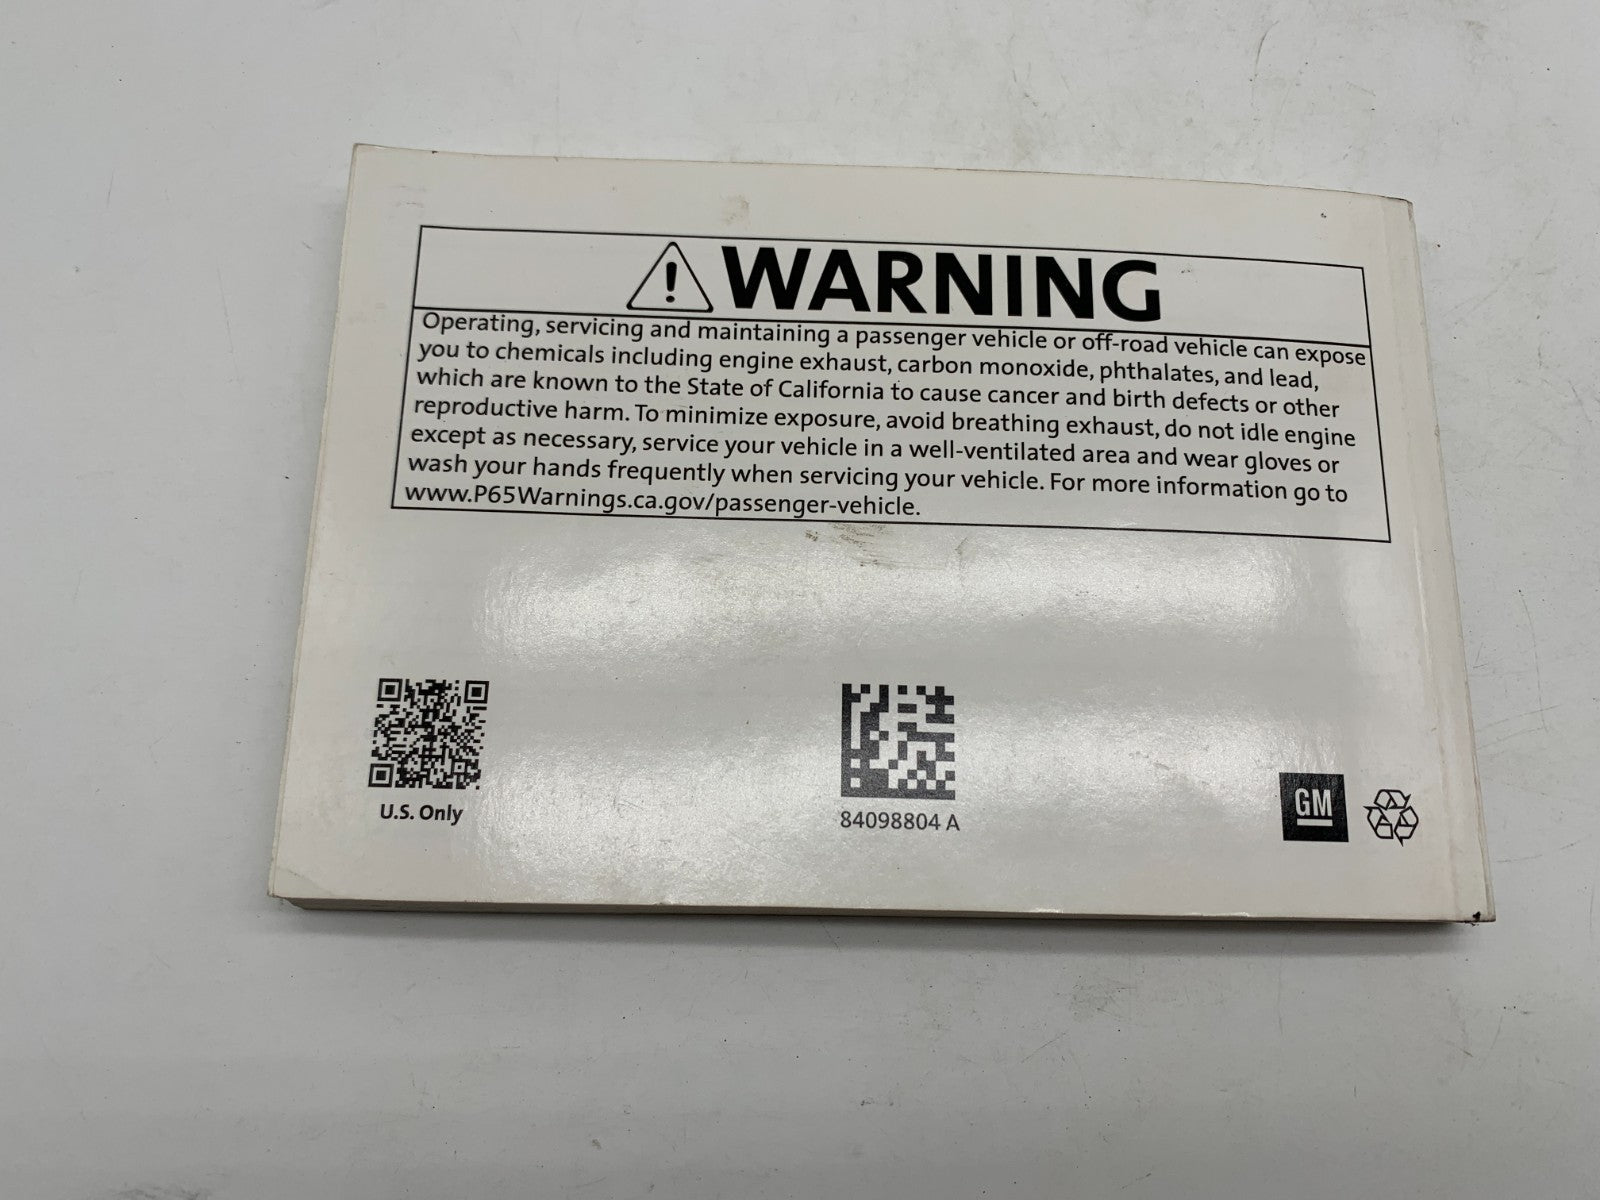 WARNING
Operating, servicing and maintaining a passenger vehicle or off-road vehicle can expose
you to chemicals including engine exhaust, carbon monoxide, phthalates, and lead,
which are known to the State of California to cause cancer and birth defects or other
reproductive harm. To minimize exposure, avoid breathing exhaust, do not idle engine
except as necessary, service your vehicle in a well-ventilated area and wear gloves or
wash your hands frequently when servicing your vehicle. For more information go to
www.P65Warnings.ca.gov/passenger-vehicle.
U.S. Only
84098804 A
GM